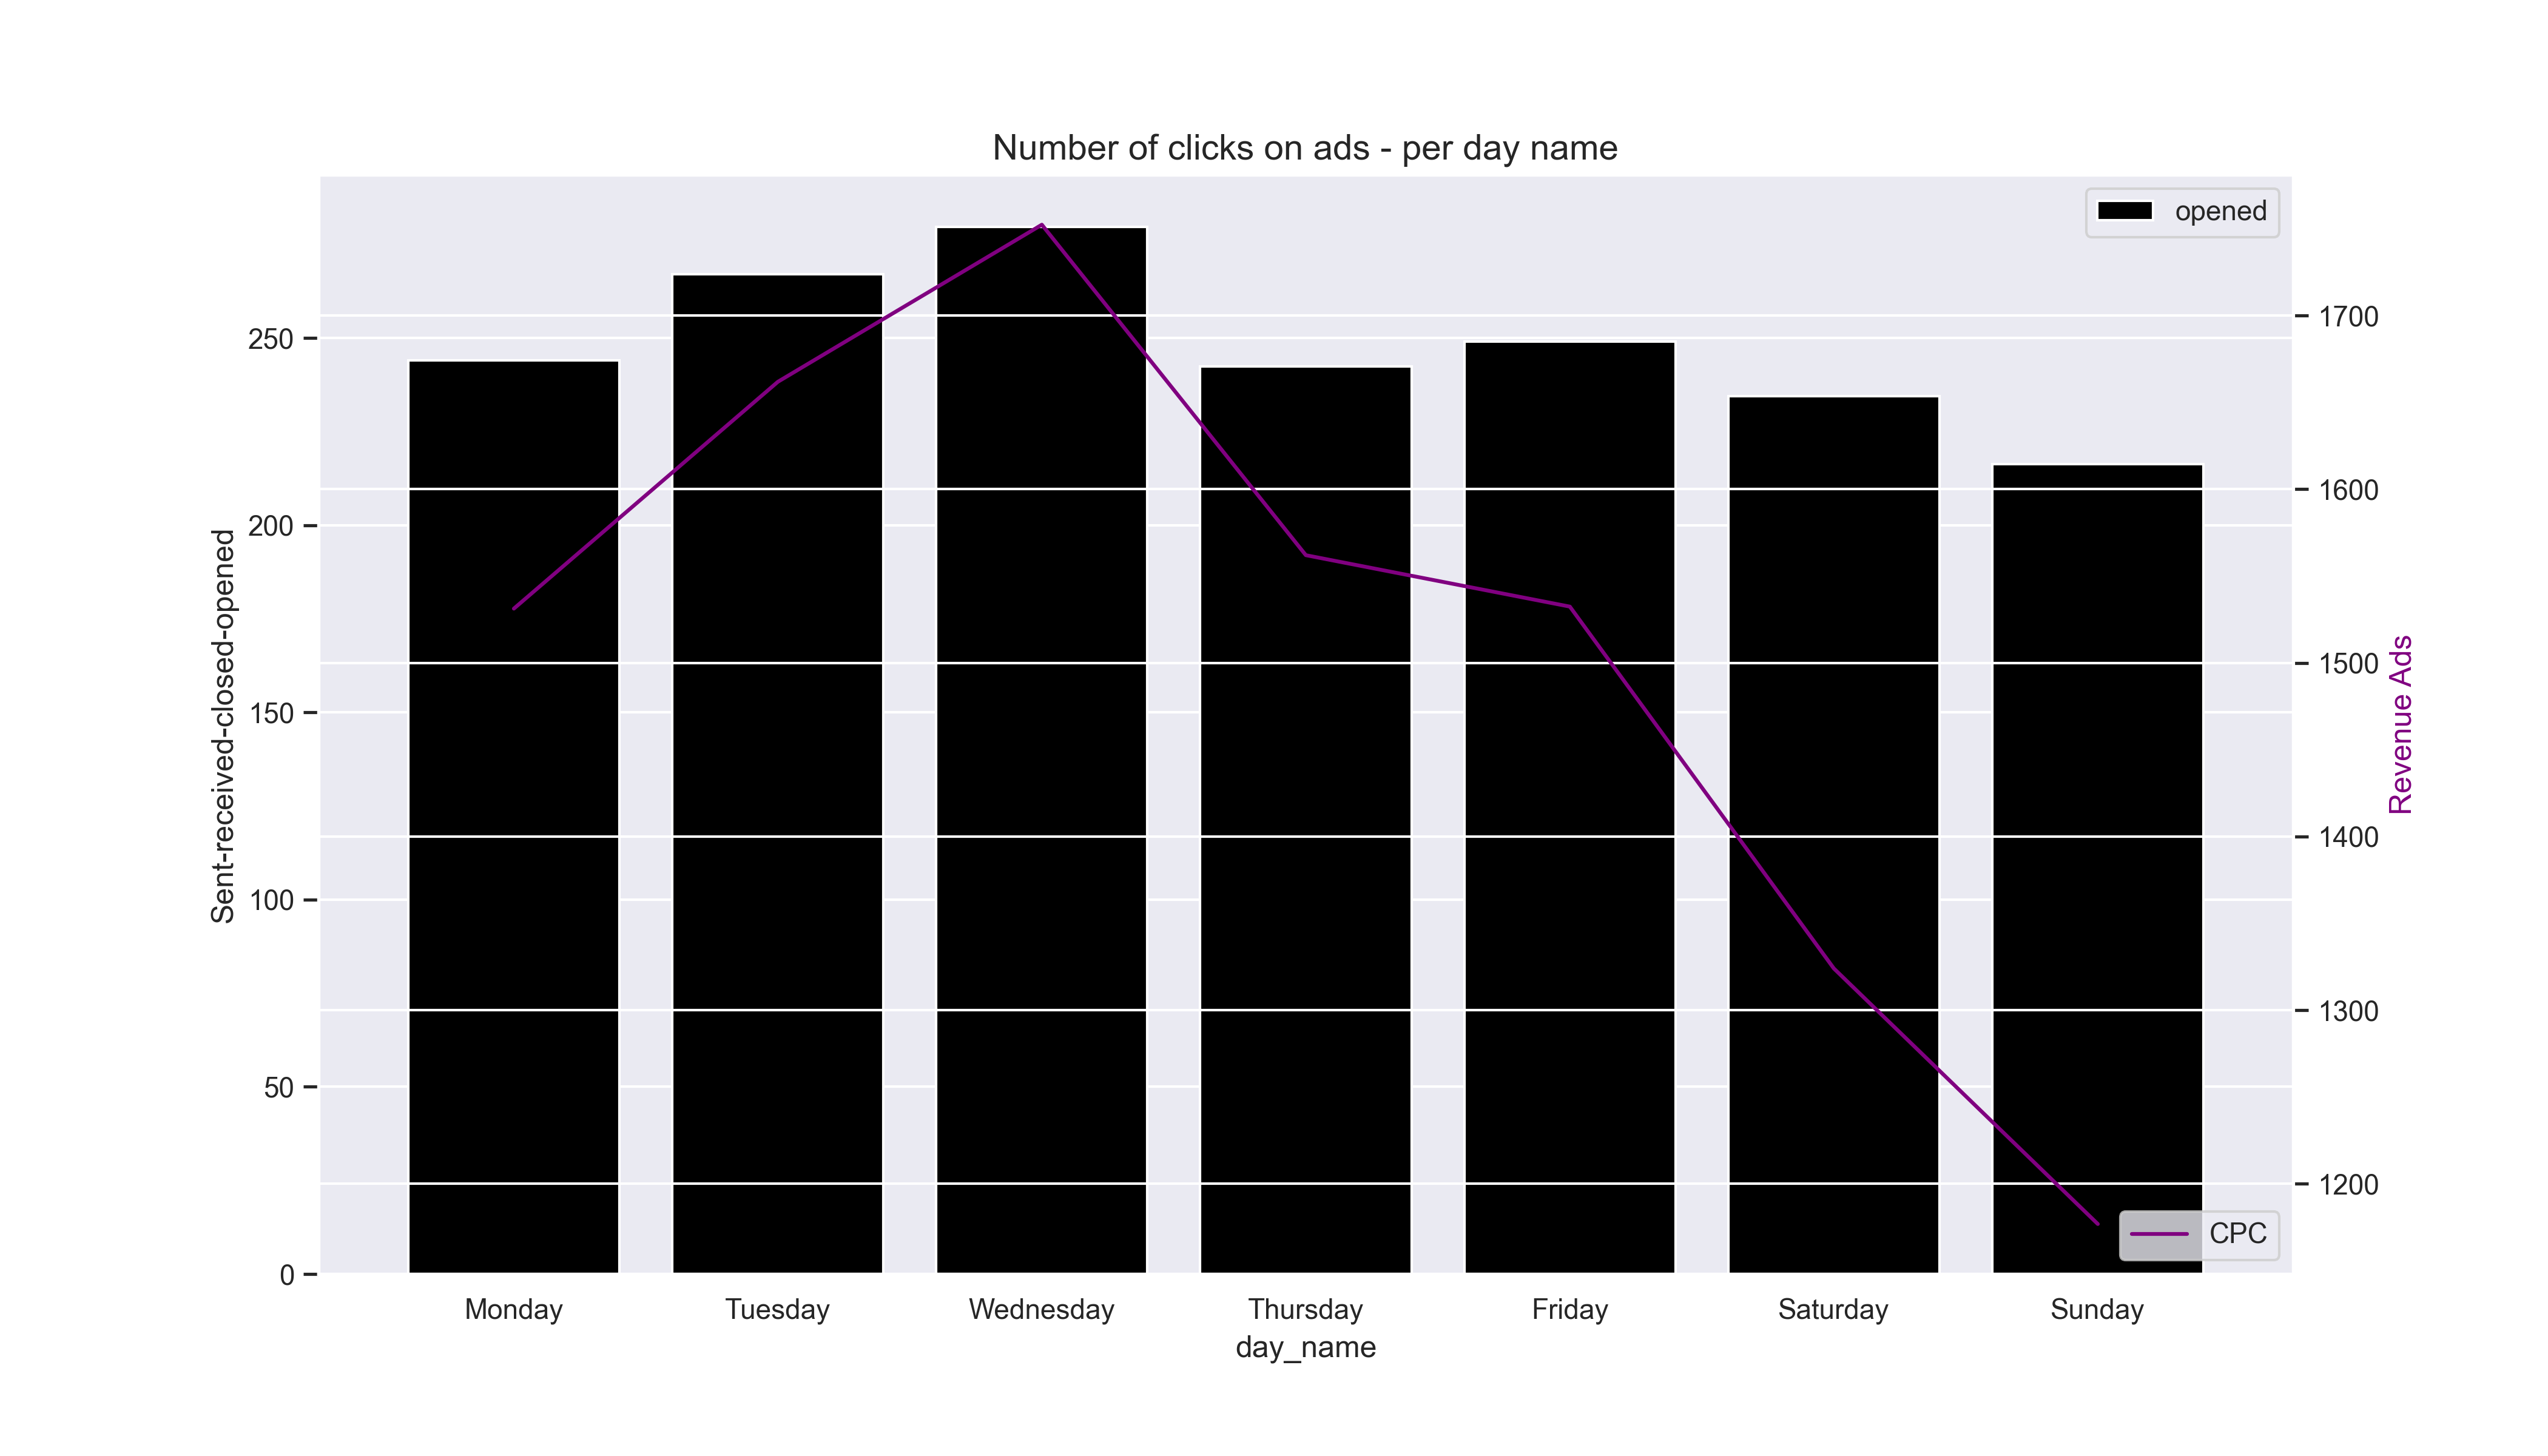 Number of clicks on ads - per day name
opened
250
200
150
100
50
0
Sent-received-closed-opened
1700
1600
1500
1400
1300
1200
Revenue Ads
CPC
Monday
Tuesday
Wednesday
Thursday
Friday
Saturday
Sunday
day_name